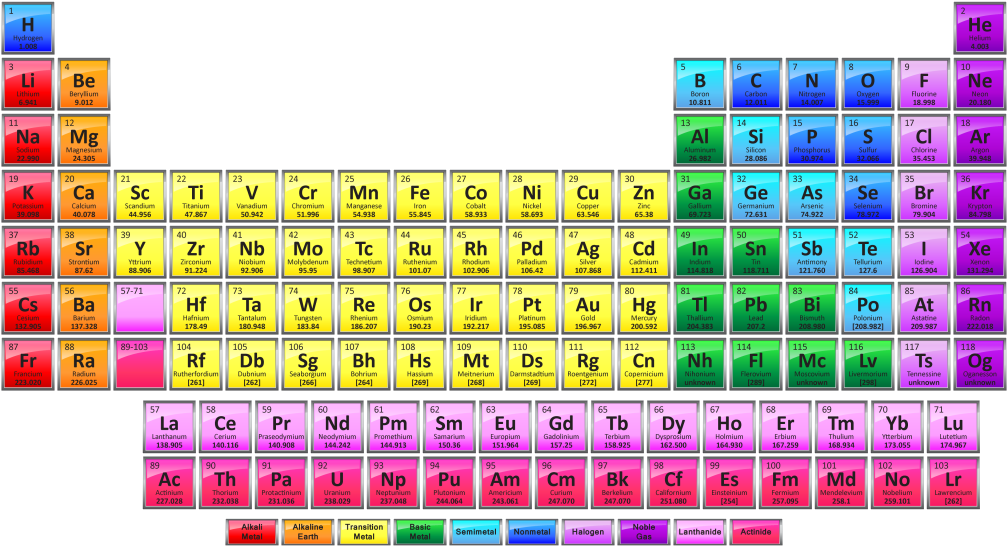 1 2
H He
Hydrogen Helium
1.008 4.003
3 4 5 6 7 8 9 10
Li Be B C N O F Ne
Lithium Beryllium Boron Carbon Nitrogen Oxygen Fluorine Neon
6.941 9.012 10.811 12.011 14.007 15.999 18.998 20.180
11 12 13 14 15 16 17 18
Na Mg Al Si P S Cl Ar
Sodium Magnesium Aluminum Silicon Phosphorus Sulfur Chlorine Argon
22.990 24.305 26.982 28.086 30.974 32.066 35.453 39.948
19 20 21 22 23 24 25 26 27 28 29 30 31 32 33 34 35 36
K Ca Sc Ti V Cr Mn Fe Co Ni Cu Zn Ga Ge As Se Br Kr
Potassium Calcium Scandium Titanium Vanadium Chromium Manganese Iron Cobalt Nickel Copper Zinc Gallium Germanium Arsenic Selenium Bromine Krypton
39.098 40.078 44.956 47.867 50.942 51.996 54.938 55.845 58.933 58.693 63.546 65.38 69.723 72.631 74.922 78.972 79.904 84.798
37 38 39 40 41 42 43 44 45 46 47 48 49 50 51 52 53 54
Rb Sr Y Zr Nb Mo Tc Ru Rh Pd Ag Cd In Sn Sb Te I Xe
Rubidium Strontium Yttrium Zirconium Niobium Molybdenum Technetium Ruthenium Rhodium Palladium Silver Cadmium Indium Tin Antimony Tellurium Iodine Xenon
85.468 87.62 88.906 91.224 92.906 95.95 98.907 101.07 102.906 106.42 107.868 112.411 114.818 118.711 121.760 127.6 126.904 131.294
55 56 57-71 72 73 74 75 76 77 78 79 80 81 82 83 84 85 86
Cs Ba Hf Ta W Re Os Ir Pt Au Hg Tl Pb Bi Po At Rn
Cesium Barium Hafnium Tantalum Tungsten Rhenium Osmium Iridium Platinum Gold Mercury Thallium Lead Bismuth Polonium Astatine Radon
132.905 137.328 178.49 180.948 183.84 186.207 190.23 192.217 195.085 196.967 200.592 204.383 207.2 208.980 [208.982] 209.987 222.018
87 88 89-103 104 105 106 107 108 109 110 111 112 113 114 115 116 117 118
Fr Ra Rf Db Sg Bh Hs Mt Ds Rg Cn Nh Fl Mc Lv Ts Og
Francium Radium Rutherfordium Dubnium Seaborgium Bohrium Hassium Meitnerium Darmstadtium Roentgenium Copernicium Nihonium Flerovium Moscovium Livermorium Tennessine Oganesson
223.020 226.025 [261] [262] [266] [264] [269] [268] [269] [272] [277] unknown [289] unknown [298] unknown unknown
57 58 59 60 61 62 63 64 65 66 67 68 69 70 71
La Ce Pr Nd Pm Sm Eu Gd Tb Dy Ho Er Tm Yb Lu
Lanthanum Cerium Praseodymium Neodymium Promethium Samarium Europium Gadolinium Terbium Dysprosium Holmium Erbium Thulium Ytterbium Lutetium
138.905 140.116 140.908 144.242 144.913 150.36 151.964 157.25 158.925 162.500 164.930 167.259 168.934 173.055 174.967
89 90 91 92 93 94 95 96 97 98 99 100 101 102 103
Ac Th Pa U Np Pu Am Cm Bk Cf Es Fm Md No Lr
Actinium Thorium Protactinium Uranium Neptunium Plutonium Americium Curium Berkelium Californium Einsteinium Fermium Mendelevium Nobelium Lawrencium
227.028 232.038 231.036 238.029 237.048 244.064 243.061 247.070 247.070 251.080 [254] 257.095 258.1 259.101 [262]
Alkali Metal
Alkaline Earth
Transition Metal
Basic Metal
Semimetal
Nonmetal
Halogen
Noble Gas
Lanthanide
Actinide